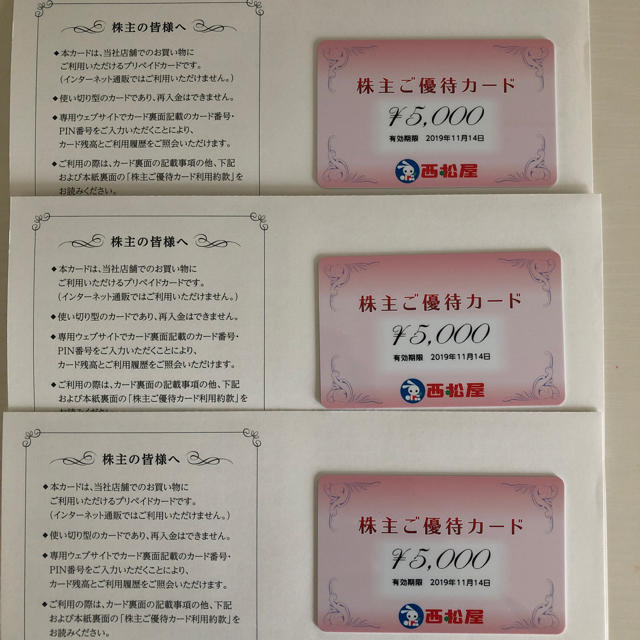 株主の皆様へ
◆本カードは、当社店舗でのお買い物に
ご利用いただけるプリペイドカードです。
(インターネット通販ではご利用いただけません。)
◆使い切り型のカードであり、再入金はできません。
◆専用ウェブサイトでカード裏面記載のカード番号・
PIN番号をご入力いただくことにより、
カード残高とご利用履歴をご照会いただけます。
◆ご利用の際は、カード裏面の記載事項の他、下記
および本紙裏面の「株主ご優待カード利用約款」を
お読みください。
株主ご優待カード
¥5,000
有効期限 2019年11月14日
西松屋
株主の皆様へ
◆本カードは、当社店舗でのお買い物に
ご利用いただけるプリペイドカードです。
(インターネット通販ではご利用いただけません。)
◆使い切り型のカードであり、再入金はできません。
◆専用ウェブサイトでカード裏面記載のカード番号・
PIN番号をご入力いただくことにより、
カード残高とご利用履歴をご照会いただけます。
◆ご利用の際は、カード裏面の記載事項の他、下記
および本紙裏面の「株主ご優待カード利用約款」を
株主ご優待カード
¥5,000
有効期限 2019年11月14日
西松屋
株主の皆様へ
◆本カードは、当社店舗でのお買い物に
ご利用いただけるプリペイドカードです。
(インターネット通販ではご利用いただけません。)
◆使い切り型のカードであり、再入金はできません。
◆専用ウェブサイトでカード裏面記載のカード番号・
PIN番号をご入力いただくことにより、
カード残高とご利用履歴をご照会いただけます。
◆ご利用の際は、カード裏面の記載事項の他、下記
および本紙裏面の「株主ご優待カード利用約款」を
お読みください。
株主ご優待カード
¥5,000
有効期限 2019年11月14日
西松屋